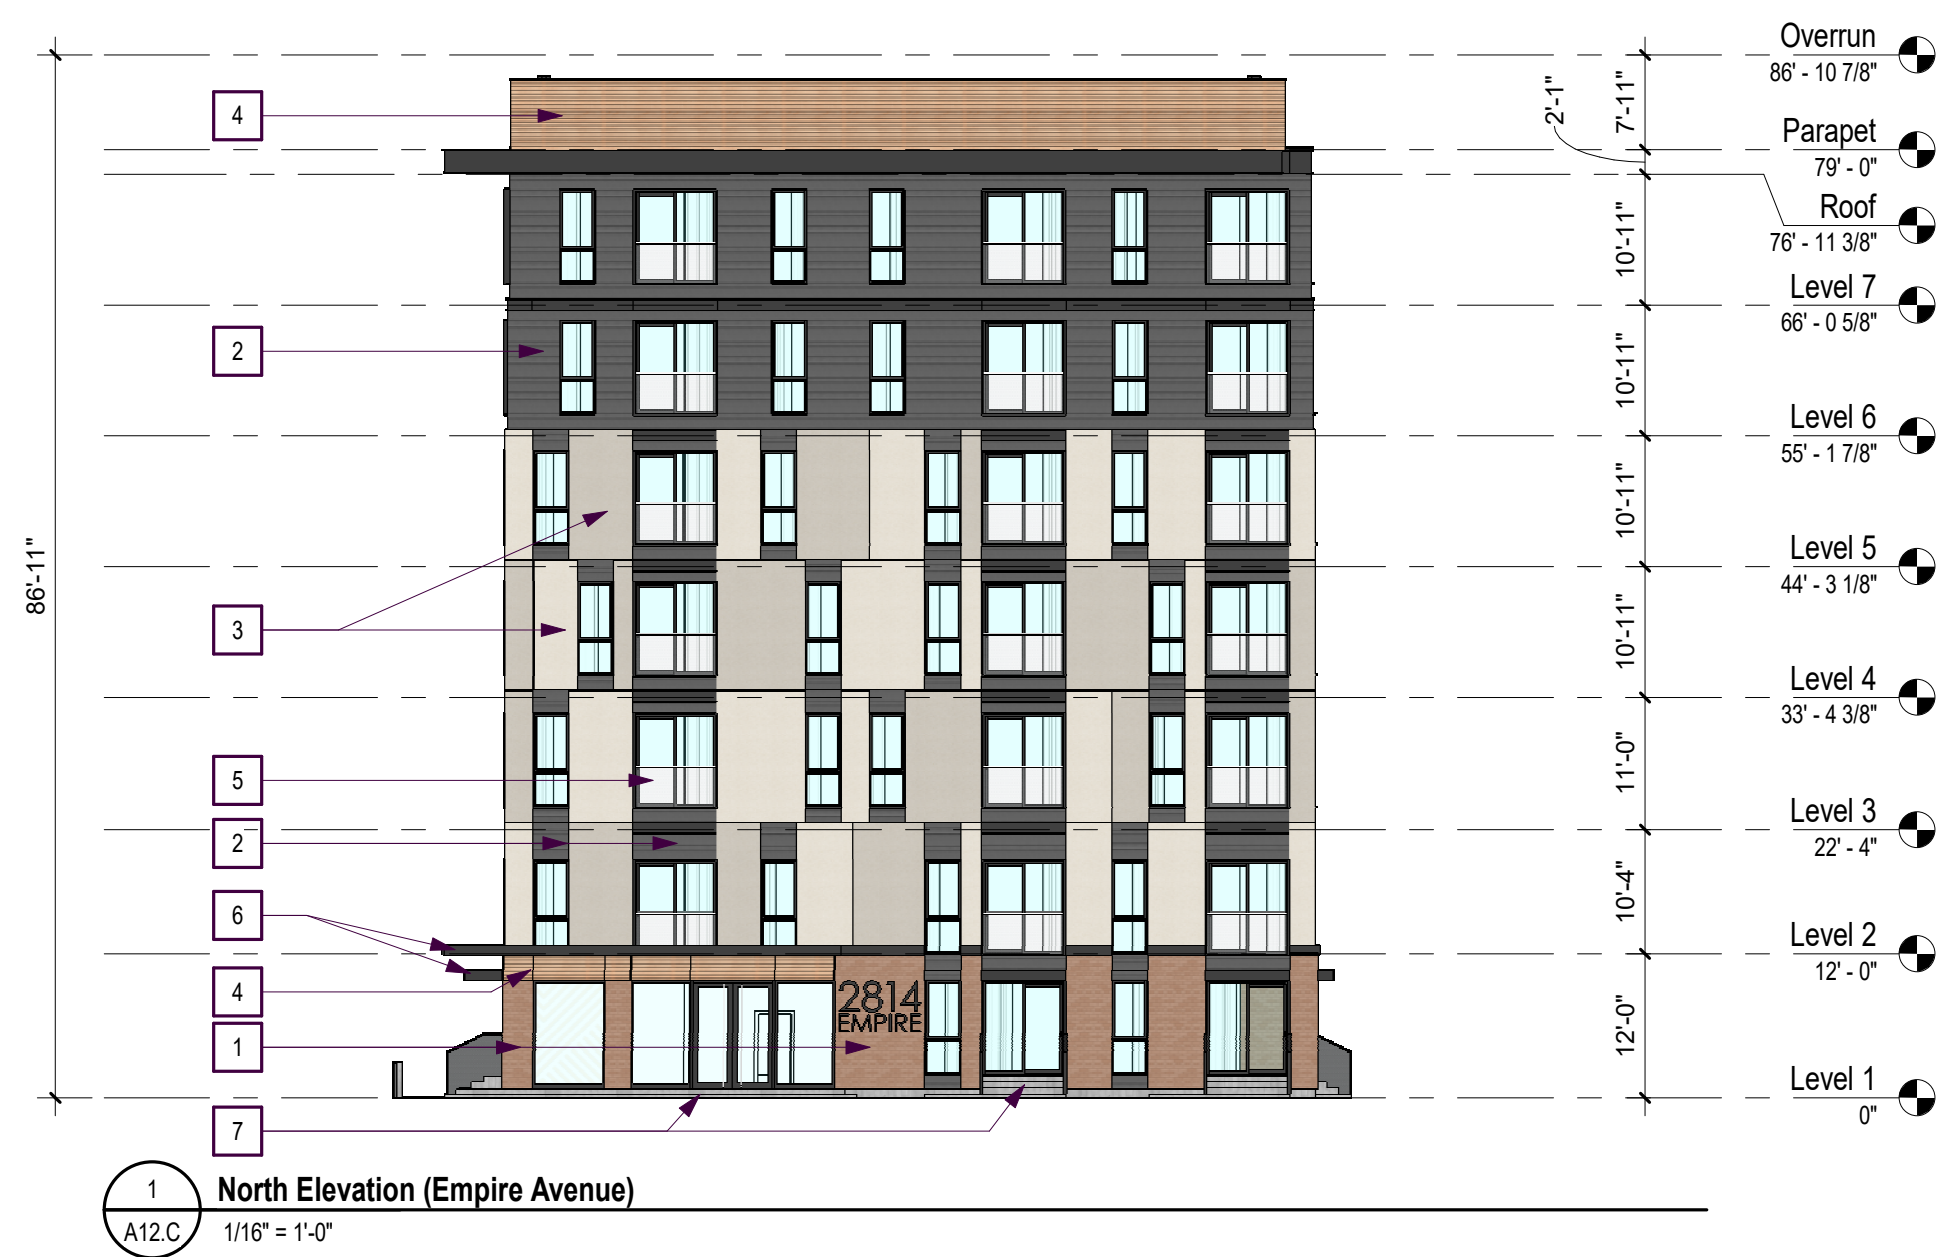 Overrun
86' - 10 7/8"
7'-11"
2'-1"
4
Parapet
79' - 0"
Roof
76' - 11 3/8"
10'-11"
Level 7
66' - 0 5/8"
2
10'-11"
Level 6
55' - 1 7/8"
10'-11"
86'-11"
Level 5
44' - 3 1/8"
3
10'-11"
Level 4
33' - 4 3/8"
5
11'-0"
Level 3
22' - 4"
2
10'-4"
6
Level 2
12' - 0"
4
2814
EMPIRE
1
12'-0"
Level 1
0"
7
1
A12.C
North Elevation (Empire Avenue)
1/16" = 1'-0"